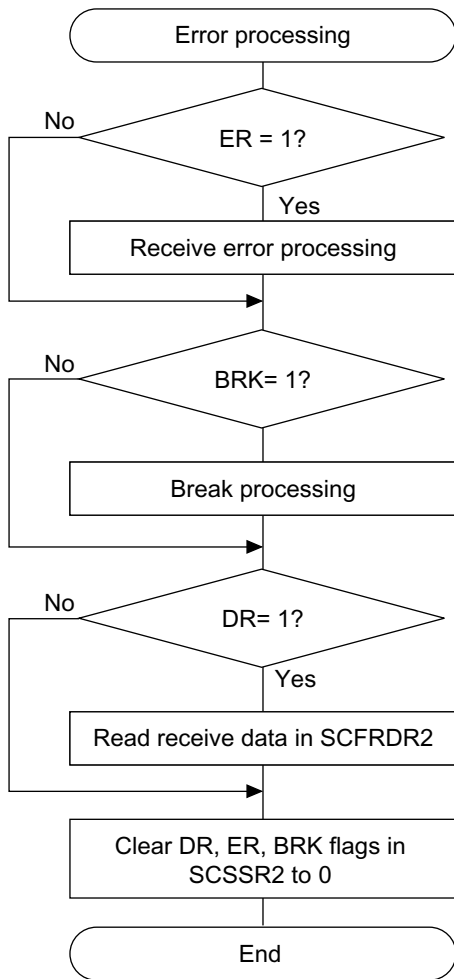 Error processing
No
ER = 1?
Yes
Receive error processing
No
BRK= 1?
Break processing
No
DR= 1?
Yes
Read receive data in SCFRDR2
Clear DR, ER, BRK flags in
SCSSR2 to 0
End